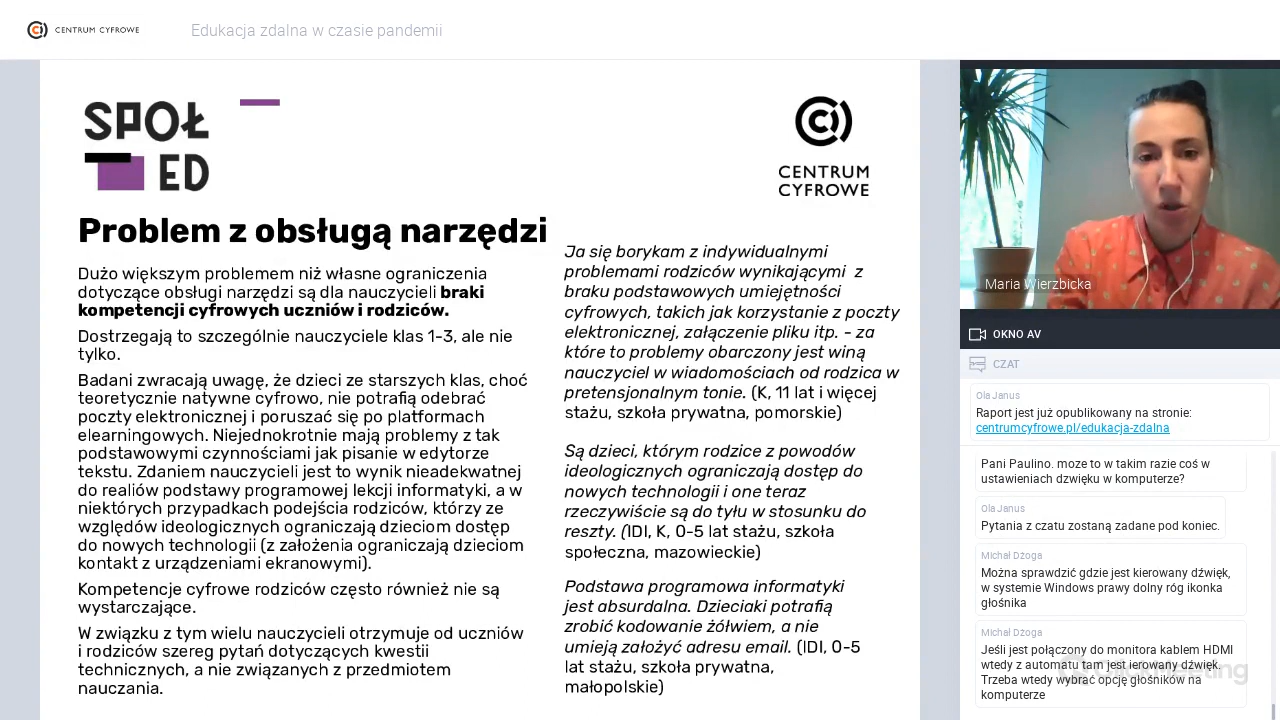 CENTRUM CYFROWE
Edukacja zdalna w czasie pandemii
SPOŁ
ED
CENTRUM
CYFROWE
Problem z obsługą narzędzi
Dużo większym problemem niż własne ograniczenia
dotyczące obsługi narzędzi są dla nauczycieli braki
kompetencji cyfrowych uczniów i rodziców.
Dostrzegają to szczególnie nauczyciele klas 1-3, ale nie
tylko.
Badani zwracają uwagę, że dzieci ze starszych klas, choć
teoretycznie natywne cyfrowo, nie potrafią odebrać
poczty elektronicznej i poruszać się po platformach
elearningowych. Niejednokrotnie mają problemy z tak
podstawowymi czynnościami jak pisanie w edytorze
tekstu. Zdaniem nauczycieli jest to wynik nieadekwatnej
do realiów podstawy programowej lekcji informatyki, a w
niektórych przypadkach podejścia rodziców, którzy ze
względów ideologicznych ograniczają dzieciom dostęp
do nowych technologii (z założenia ograniczają dzieciom
kontakt z urządzeniami ekranowymi).
Kompetencje cyfrowe rodziców często również nie są
wystarczające.
W związku z tym wielu nauczycieli otrzymuje od uczniów
i rodziców szereg pytań dotyczących kwestii
technicznych, a nie związanych z przedmiotem
nauczania.
Ja się borykam z indywidualnymi
problemami rodziców wynikającymi z
braku podstawowych umiejętności
cyfrowych, takich jak korzystanie z poczty
elektronicznej, załączenie pliku itp. - za
które to problemy obarczony jest winą
nauczyciel w wiadomościach od rodzica w
pretensjonalnym tonie. (K, 11 lat i więcej
stażu, szkoła prywatna, pomorskie)
Są dzieci, którym rodzice z powodów
ideologicznych ograniczają dostęp do
nowych technologii i one teraz
rzeczywiście są do tyłu w stosunku do
reszty. (IDI, K, 0-5 lat stażu, szkoła
społeczna, mazowieckie)
Podstawa programowa informatyki
jest absurdalna. Dzieciaki potrafią
zrobić kodowanie żółwiem, a nie
umieją założyć adresu email. (IDI, 0-5
lat stażu, szkoła prywatna,
małopolskie)
Maria Wierzbicka
OKNO AV
CZAT
Ola Janus
Raport jest już opublikowany na stronie:
centrumcyfrowe.pl/edukacja-zdalna
Pani Paulino. moze to w takim razie coś w
ustawieniach dzwięku w komputerze?
Ola Janus
Pytania z czatu zostaną zadane pod koniec.
Michał Dżoga
Można sprawdzić gdzie jest kierowany dźwięk,
w systemie Windows prawy dolny róg ikonka
głośnika
Michał Dżoga
Jeśli jest połączony do monitora kablem HDMI
wtedy z automatu tam jest ierowany dźwięk.
Trzeba wtedy wybrać opcję głośników na
komputerze